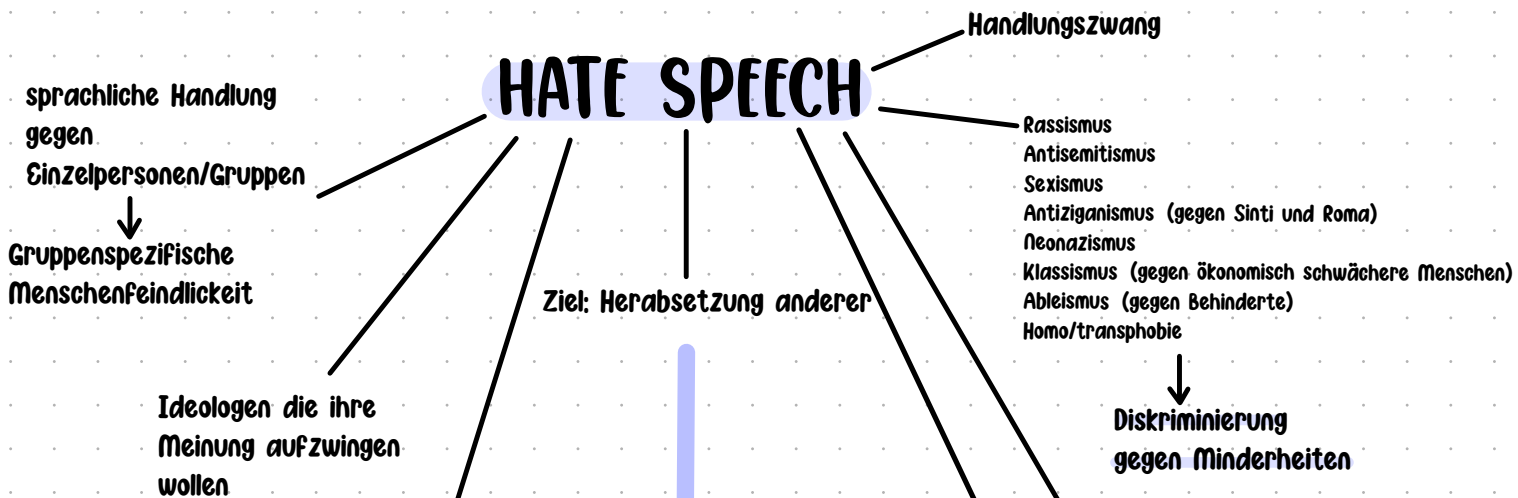 HATE SPEECH
Handlungszwang
sprachliche Handlung
gegen
Einzelpersonen/Gruppen
Gruppenspezifische
Menschenfeindlickeit
Ideologen die ihre
Meinung aufzwingen
wollen
Ziel: Herabsetzung anderer
Rassismus
Antisemitismus
Sexismus
Antiziganismus (gegen Sinti und Roma)
Neonazismus
Klassismus (gegen ökonomisch schwächere Menschen)
Ableismus (gegen Behinderte)
Homo/transphobie
Diskriminierung
gegen Minderheiten